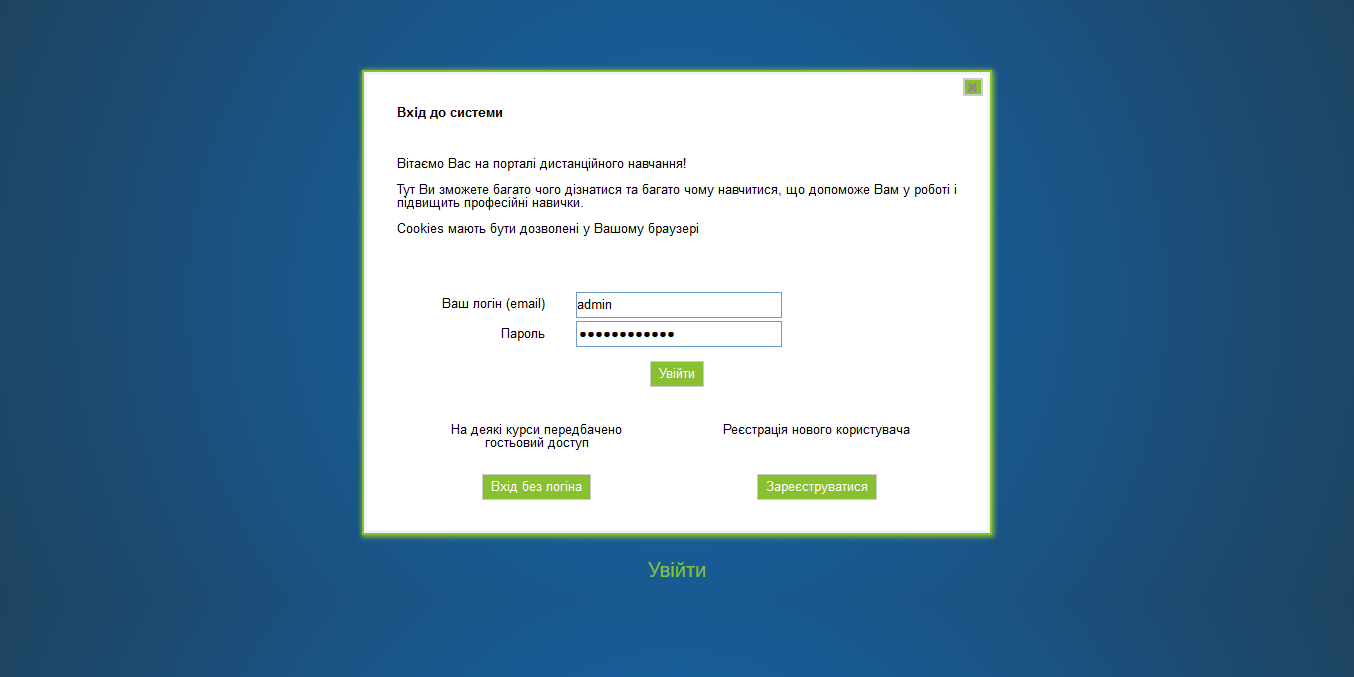 Вхід до системи
Вітаємо Вас на порталі дистанційного навчання!
Тут Ви зможете багато чого дізнатися та багато чому навчитися, що допоможе Вам у роботі і
підвищить професійні навички.
Cookies мають бути дозволені у Вашому браузері
Ваш логін (email)
admin
Пароль
●●●●●●●●●●●●
Увійти
На деякі курси передбачено
гостьовий доступ
Вхід без логіна
Реєстрація нового користувача
Зареєструватися
Увійти